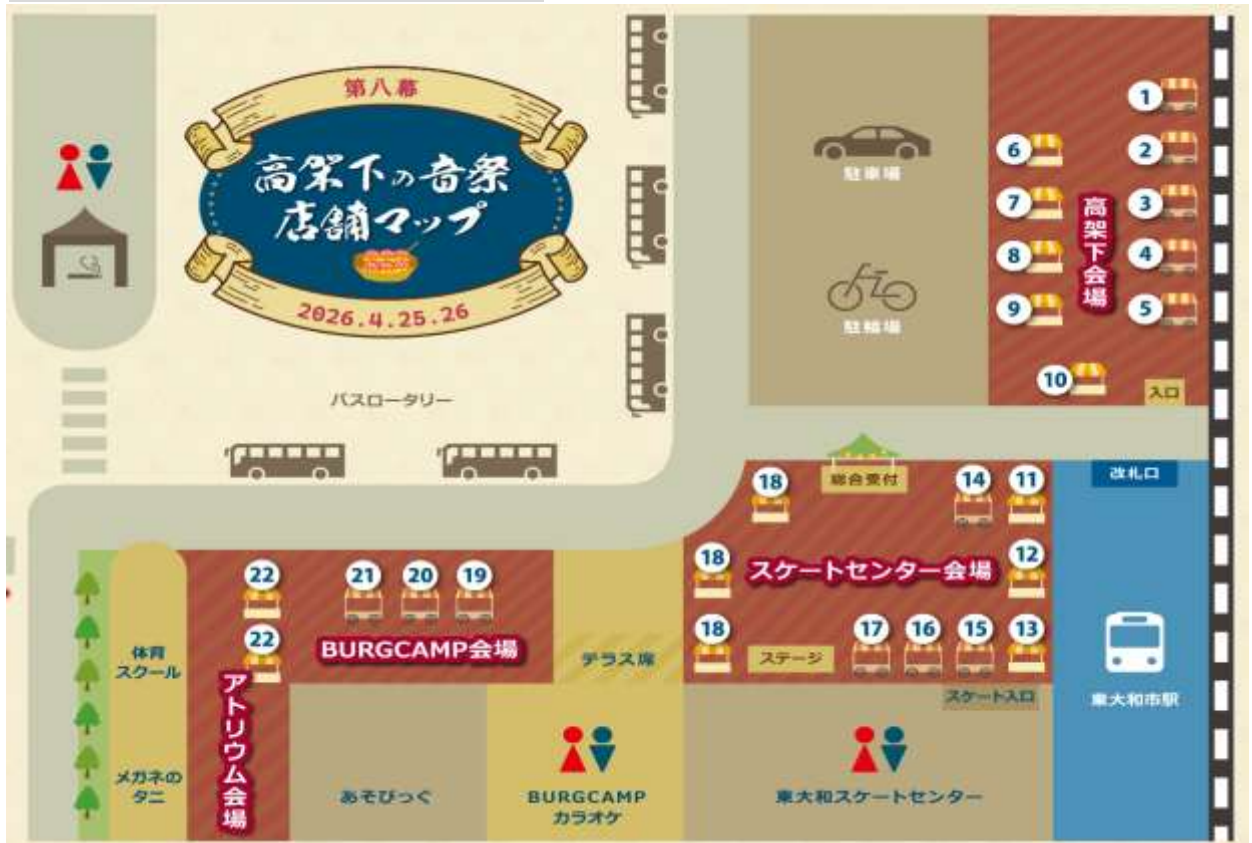 第八幕
高架下の音祭
店舗マップ
2026.4.25.26
バスロータリー
駐車場
駐輪場
1
2
3
4
5
6
7
8
9
10
高架下会場
入口
総合受付
改札口
18
14
11
18
スケートセンター会場
12
18
ステージ
17
16
15
13
スケート入口
東大和市駅
22
21
20
19
22
BURGCAMP会場
テラス席
体育
スクール
アトリウム会場
メガネの
タニ
あそびっぐ
BURGCAMP
カラオケ
東大和スケートセンター